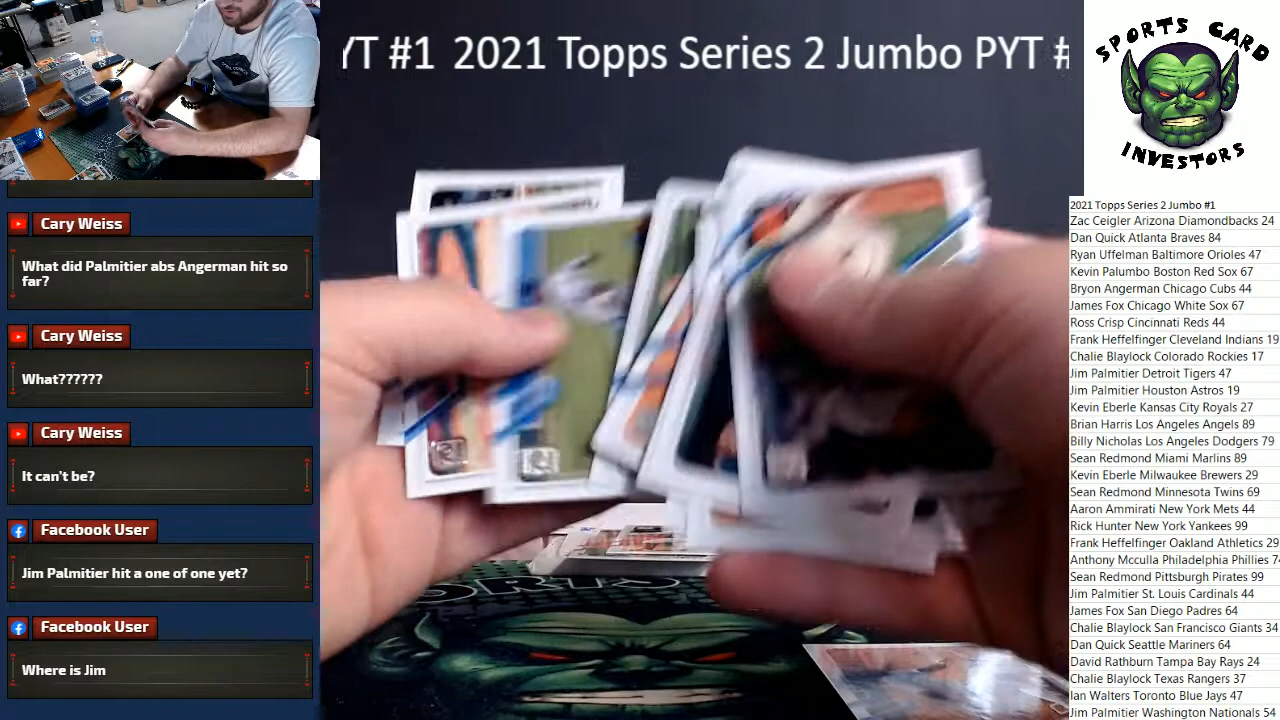 YT #1 2021 Topps Series 2 Jumbo PYT #
SPORTS CARD
INVESTORS
Cary Weiss
What did Palmitier abs Angerman hit so
far?
Cary Weiss
What??????
Cary Weiss
It can't be?
Facebook User
Jim Palmitier hit a one of one yet?
Facebook User
Where is Jim
2021 Topps Series 2 Jumbo #1
Zac Ceigler Arizona Diamondbacks 24
Dan Quick Atlanta Braves 84
Ryan Uffelman Baltimore Orioles 47
Kevin Palumbo Boston Red Sox 67
Bryon Angerman Chicago Cubs 44
James Fox Chicago White Sox 67
Ross Crisp Cincinnati Reds 44
Frank Heffelfinger Cleveland Indians 19
Chalie Blaylock Colorado Rockies 17
Jim Palmitier Detroit Tigers 47
Jim Palmitier Houston Astros 19
Kevin Eberle Kansas City Royals 27
Brian Harris Los Angeles Angels 89
Billy Nicholas Los Angeles Dodgers 79
Sean Redmond Miami Marlins 89
Kevin Eberle Milwaukee Brewers 29
Sean Redmond Minnesota Twins 69
Aaron Ammirati New York Mets 44
Rick Hunter New York Yankees 99
Frank Heffelfinger Oakland Athletics 29
Anthony Mcculla Philadelphia Phillies 7
Sean Redmond Pittsburgh Pirates 99
Jim Palmitier St. Louis Cardinals 44
James Fox San Diego Padres 64
Chalie Blaylock San Francisco Giants 34
Dan Quick Seattle Mariners 64
David Rathburn Tampa Bay Rays 24
Chalie Blaylock Texas Rangers 37
Ian Walters Toronto Blue Jays 47
Jim Palmitier Washington Nationals 54